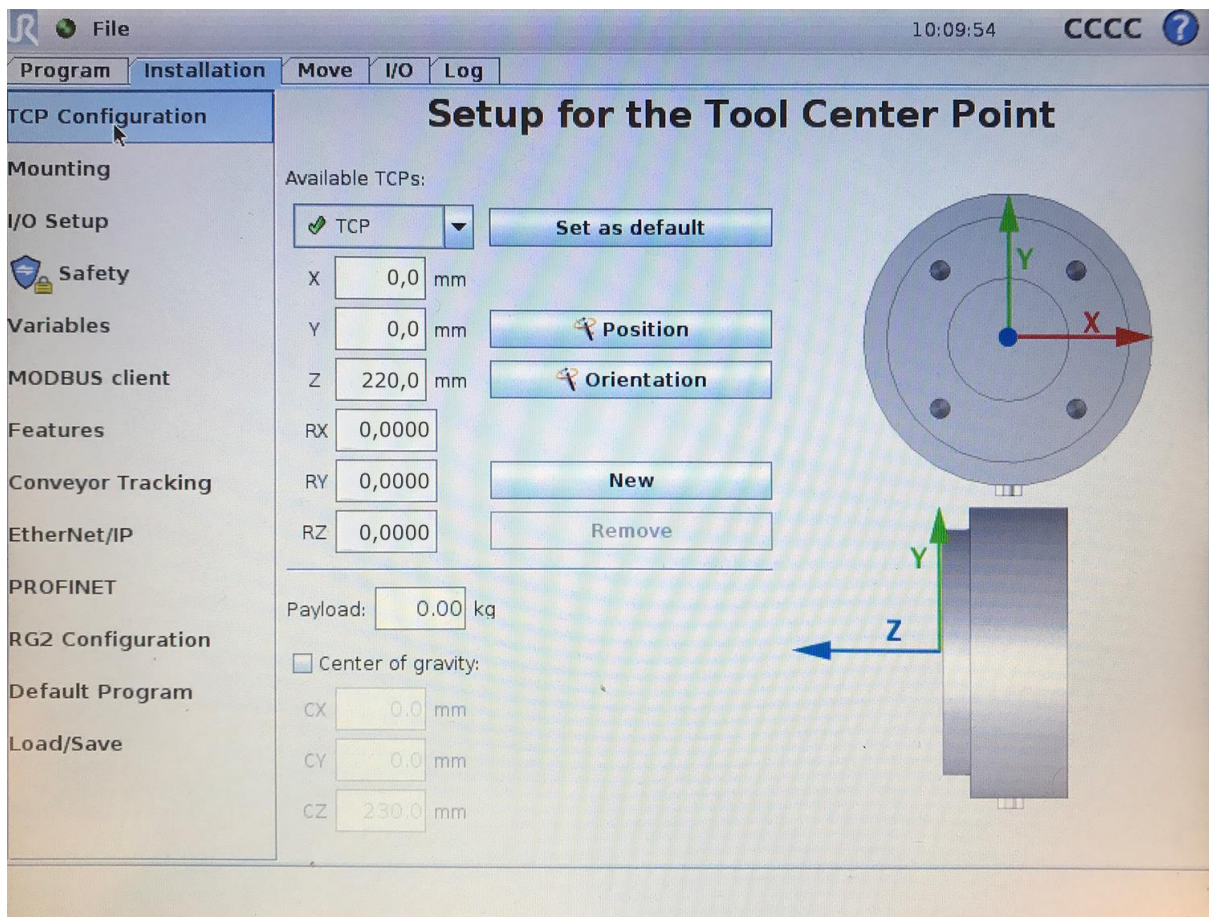 UR File 10:09:54 CCCC ?
Program Installation Move I/O Log
TCP Configuration
Mounting
I/O Setup
Safety
Variables
MODBUS client
Features
Conveyor Tracking
EtherNet/IP
PROFINET
RG2 Configuration
Default Program
Load/Save
Setup for the Tool Center Point
Available TCPs:
TCP Set as default
X 0,0 mm
Y 0,0 mm Position
Z 220,0 mm Orientation
RX 0,0000
RY 0,0000 New
RZ 0,0000 Remove
Payload: 0.00 kg
Center of gravity:
CX 0.0 mm
CY 0.0 mm
CZ 230.0 mm
Y
X
Y
Z